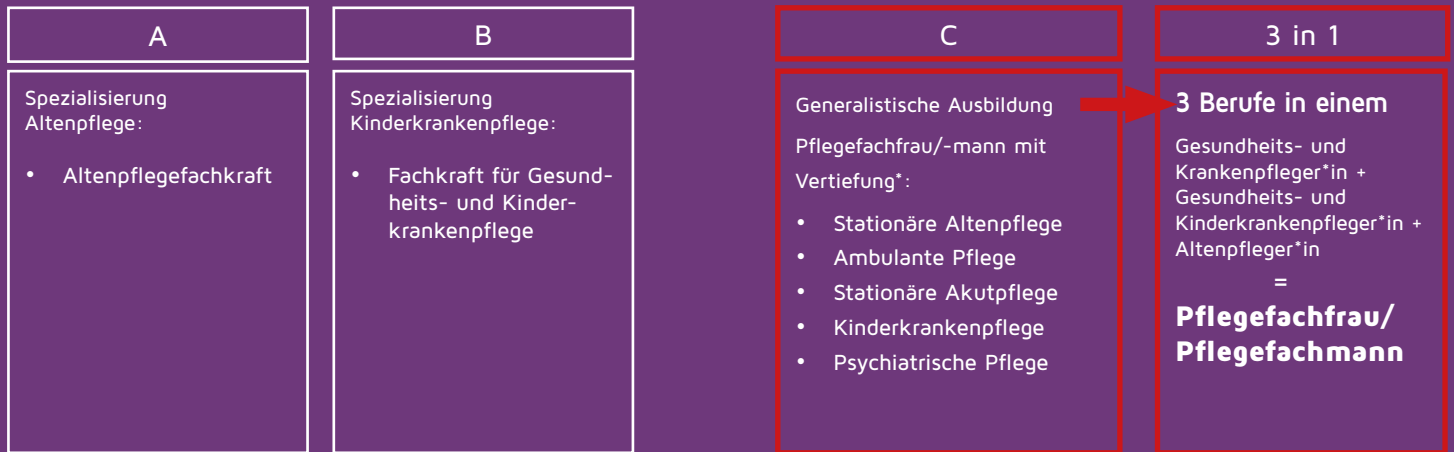 A
Spezialisierung
Altenpflege:
• Altenpflegefachkraft
B
Spezialisierung
Kinderkrankenpflege:
• Fachkraft für Gesund-
heits- und Kinder-
krankenpflege
C
Generalistische Ausbildung
Pflegefachfrau/-mann mit
Vertiefung*:
• Stationäre Altenpflege
• Ambulante Pflege
• Stationäre Akutpflege
• Kinderkrankenpflege
• Psychiatrische Pflege
3 in 1
3 Berufe in einem
Gesundheits- und
Krankenpfleger*in +
Gesundheits- und
Kinderkrankenpfleger*in +
Altenpfleger*in
=
Pflegefachfrau/
Pflegefachmann